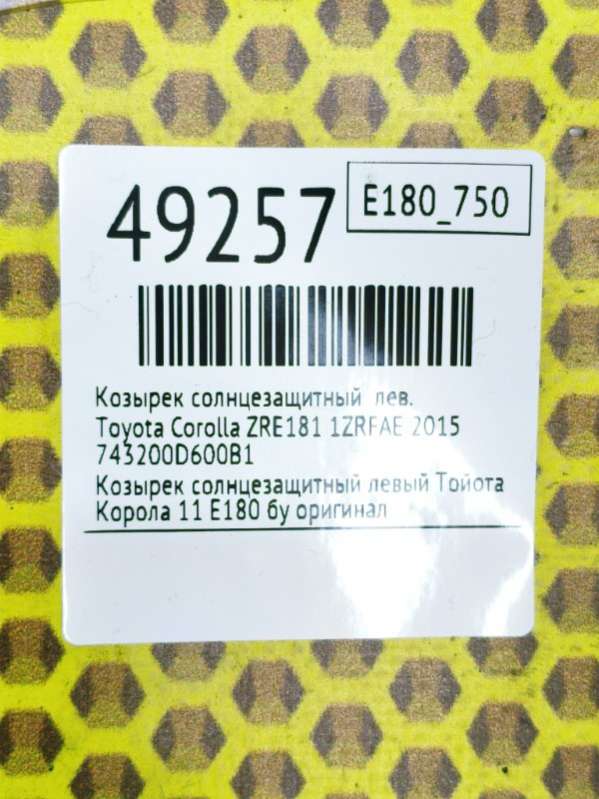 49257
E180_750
Козырек солнцезащитный лев.
Toyota Corolla ZRE181 1ZRFAE 2015
743200D600B1
Козырек солнцезащитный левый Тойота
Корола 11 Е180 бу оригинал